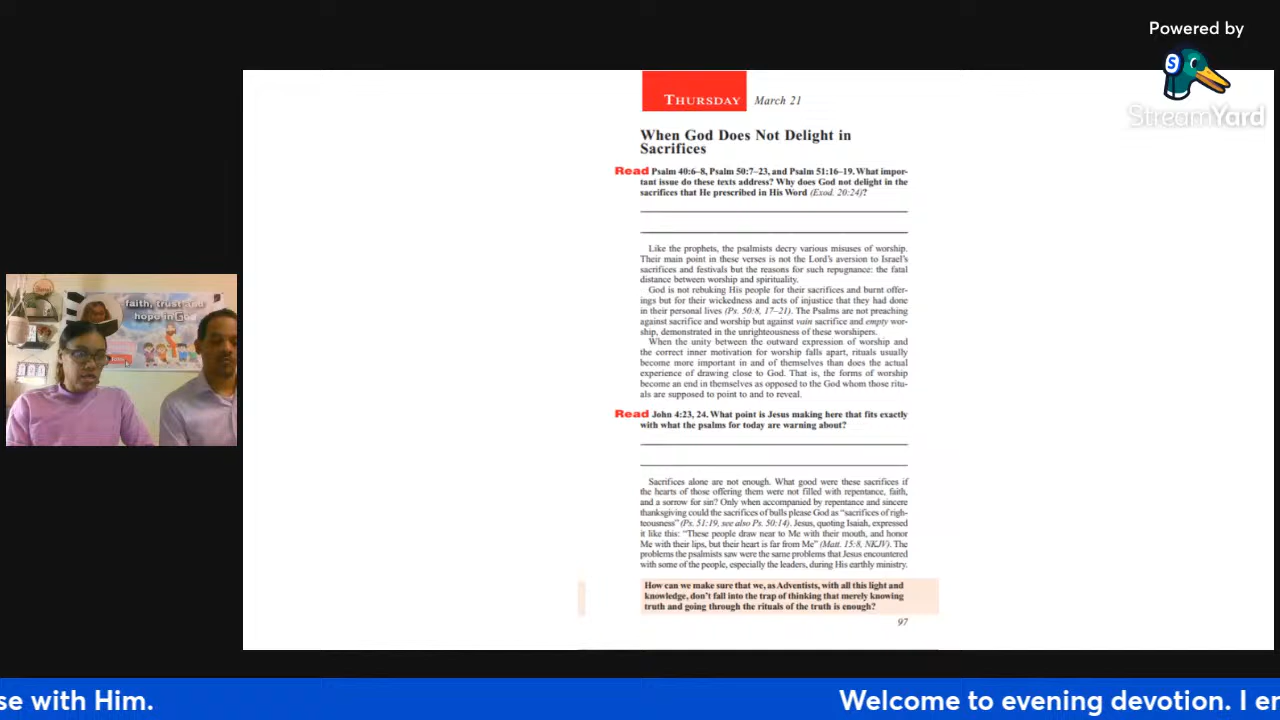 Powered by
StreamYard
THURSDAY March 21
When God Does Not Delight in
Sacrifices
Read Psalm 40:6–8, Psalm 50:7–23, and Psalm 51:16–19. What impor-
tant issue do these texts address? Why does God not delight in the
sacrifices that He prescribed in His Word (Exod. 20:24)?
Like the prophets, the psalmists decry various misuses of worship.
Their main point in these verses is not the Lord's aversion to Israel's
sacrifices and festivals but the reasons for such repugnance: the fatal
distance between worship and spirituality.
God is not rebuking His people for their sacrifices and burnt offer-
ings but for their wickedness and acts of injustice that they had done
in their personal lives (Ps. 50:8, 17–21). The Psalms are not preaching
against sacrifice and worship but against vain sacrifice and empty wor-
ship, demonstrated in the unrighteousness of these worshipers.
When the unity between the outward expression of worship and
the correct inner motivation for worship falls apart, rituals usually
become more important in and of themselves than does the actual
experience of drawing close to God. That is, the forms of worship
become an end in themselves as opposed to the God whom those ritu-
als are supposed to point to and to reveal.
Read John 4:23, 24. What point is Jesus making here that fits exactly
with what the psalms for today are warning about?
Sacrifices alone are not enough. What good were these sacrifices if
the hearts of those offering them were not filled with repentance, faith,
and a sorrow for sin? Only when accompanied by repentance and sincere
thanksgiving could the sacrifices of bulls please God as "sacrifices of righ-
teousness" (Ps. 51:19, see also Ps. 50:14). Jesus, quoting Isaiah, expressed
it like this: "These people draw near to Me with their mouth, and honor
Me with their lips, but their heart is far from Me" (Matt. 15:8, NKJV). The
problems the psalmists saw were the same problems that Jesus encountered
with some of the people, especially the leaders, during His earthly ministry.
How can we make sure that we, as Adventists, with all this light and
knowledge, don't fall into the trap of thinking that merely knowing
truth and going through the rituals of the truth is enough?
97
faith, trust and
hope in God
se with Him.
Welcome to evening devotion. I er